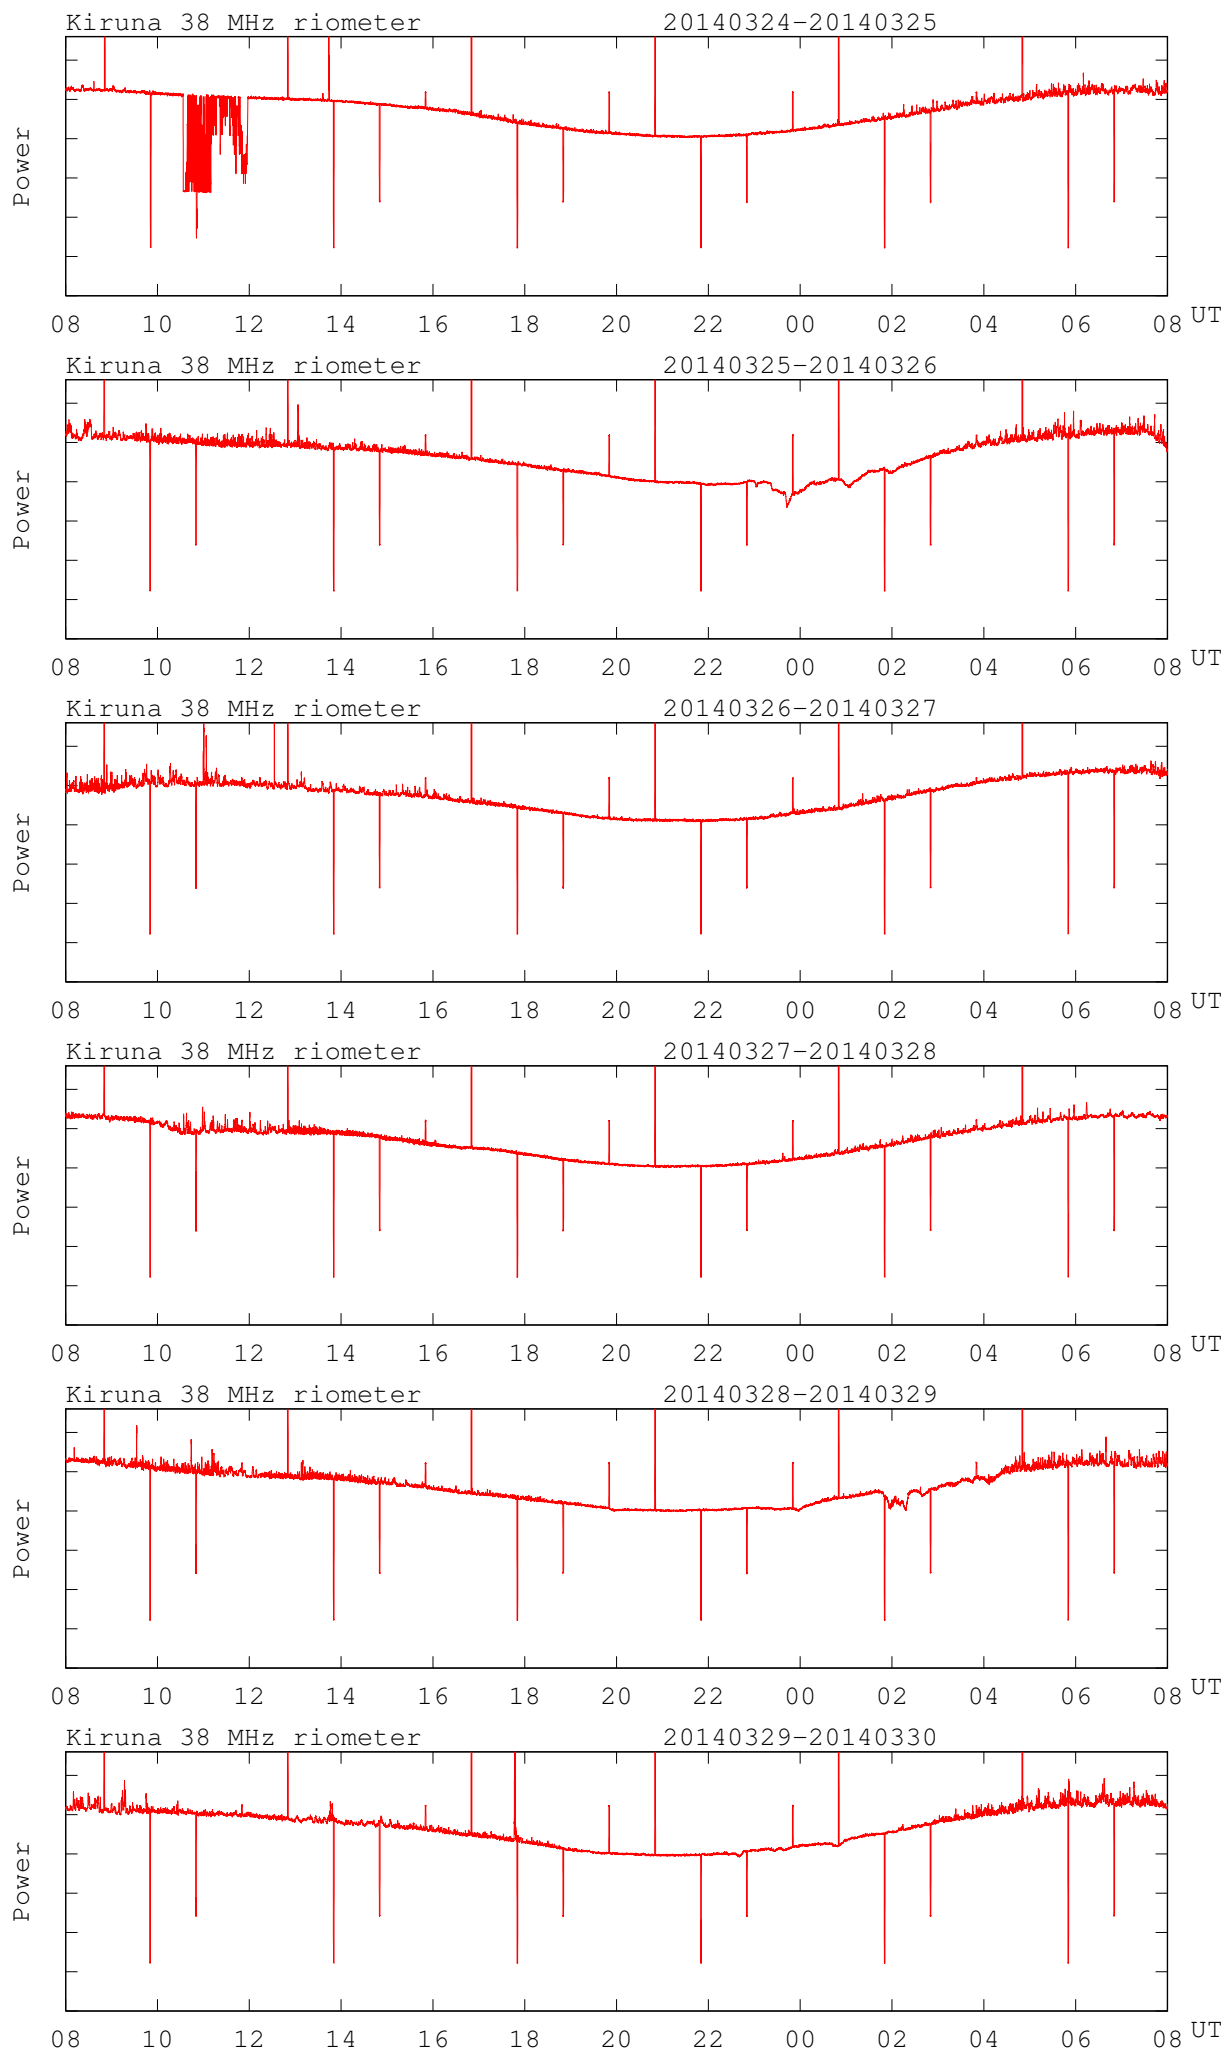 Kiruna 38 MHz riometer 20140324-20140325
Power
08 10 12 14 16 18 20 22 00 02 04 06 08 UT
Kiruna 38 MHz riometer 20140325-20140326
Power
08 10 12 14 16 18 20 22 00 02 04 06 08 UT
Kiruna 38 MHz riometer 20140326-20140327
Power
08 10 12 14 16 18 20 22 00 02 04 06 08 UT
Kiruna 38 MHz riometer 20140327-20140328
Power
08 10 12 14 16 18 20 22 00 02 04 06 08 UT
Kiruna 38 MHz riometer 20140328-20140329
Power
08 10 12 14 16 18 20 22 00 02 04 06 08 UT
Kiruna 38 MHz riometer 20140329-20140330
Power
08 10 12 14 16 18 20 22 00 02 04 06 08 UT